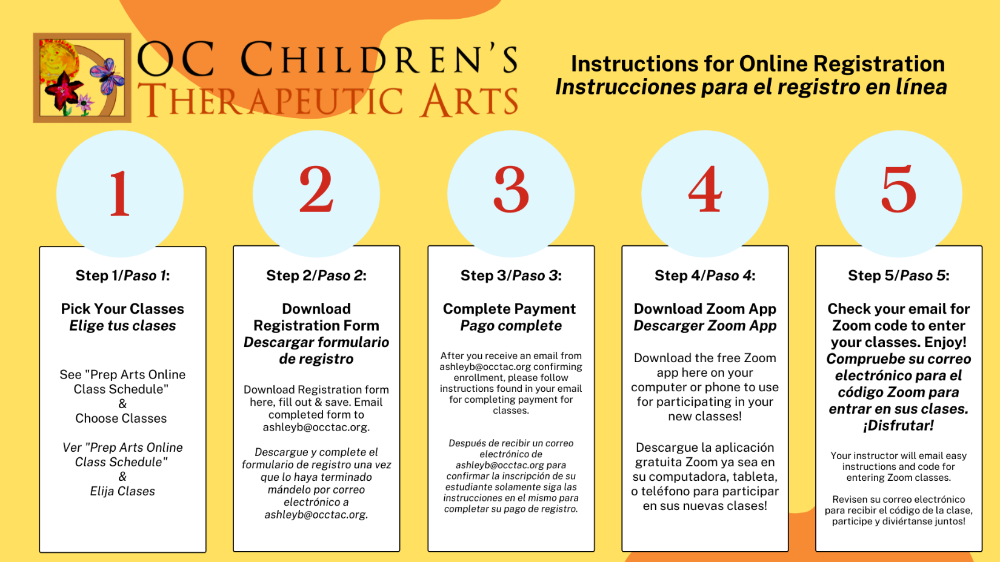 OC CHILDREN'S
THERAPEUTIC ARTS
Instructions for Online Registration
Instrucciones para el registro en línea
1
Step 1/Paso 1:
Pick Your Classes
Elige tus clases
See "Prep Arts Online
Class Schedule"
&
Choose Classes
Ver "Prep Arts Online
Class Schedule"
&
Elija Clases
2
Step 2/Paso 2:
Download
Registration Form
Descargar formulario
de registro
Download Registration form
here, fill out & save. Email
completed form to
ashleyb@occtac.org.
Descargue y complete el
formulario de registro una vez
que lo haya terminado
mándelo por correo
electrónico a
ashleyb@occtac.org.
3
Step 3/Paso 3:
Complete Payment
Pago complete
After you receive an email from
ashleyb@occtac.org confirming
enrollment, please follow
instructions found in your email
for completing payment for
classes.
Después de recibir un correo
electrónico de
ashleyb@occtac.org para
confirmar la inscripción de su
estudiante solamente siga las
instrucciones en el mismo para
completar su pago de registro.
4
Step 4/Paso 4:
Download Zoom App
Descarger Zoom App
Download the free Zoom
app here on your
computer or phone to use
for participating in your
new classes!
Descargue la aplicación
gratuita Zoom ya sea en
su computadora, tableta,
o teléfono para participar
en sus nuevas clases!
5
Step 5/Paso 5:
Check your email for
Zoom code to enter
your classes. Enjoy!
Compruebe su correo
electrónico para el
código Zoom para
entrar en sus clases.
¡Disfrutar!
Your instructor will email easy
instructions and code for
entering Zoom classes.
Revisen su correo electrónico
para recibir el código de la clase,
participe y diviértanse juntos!